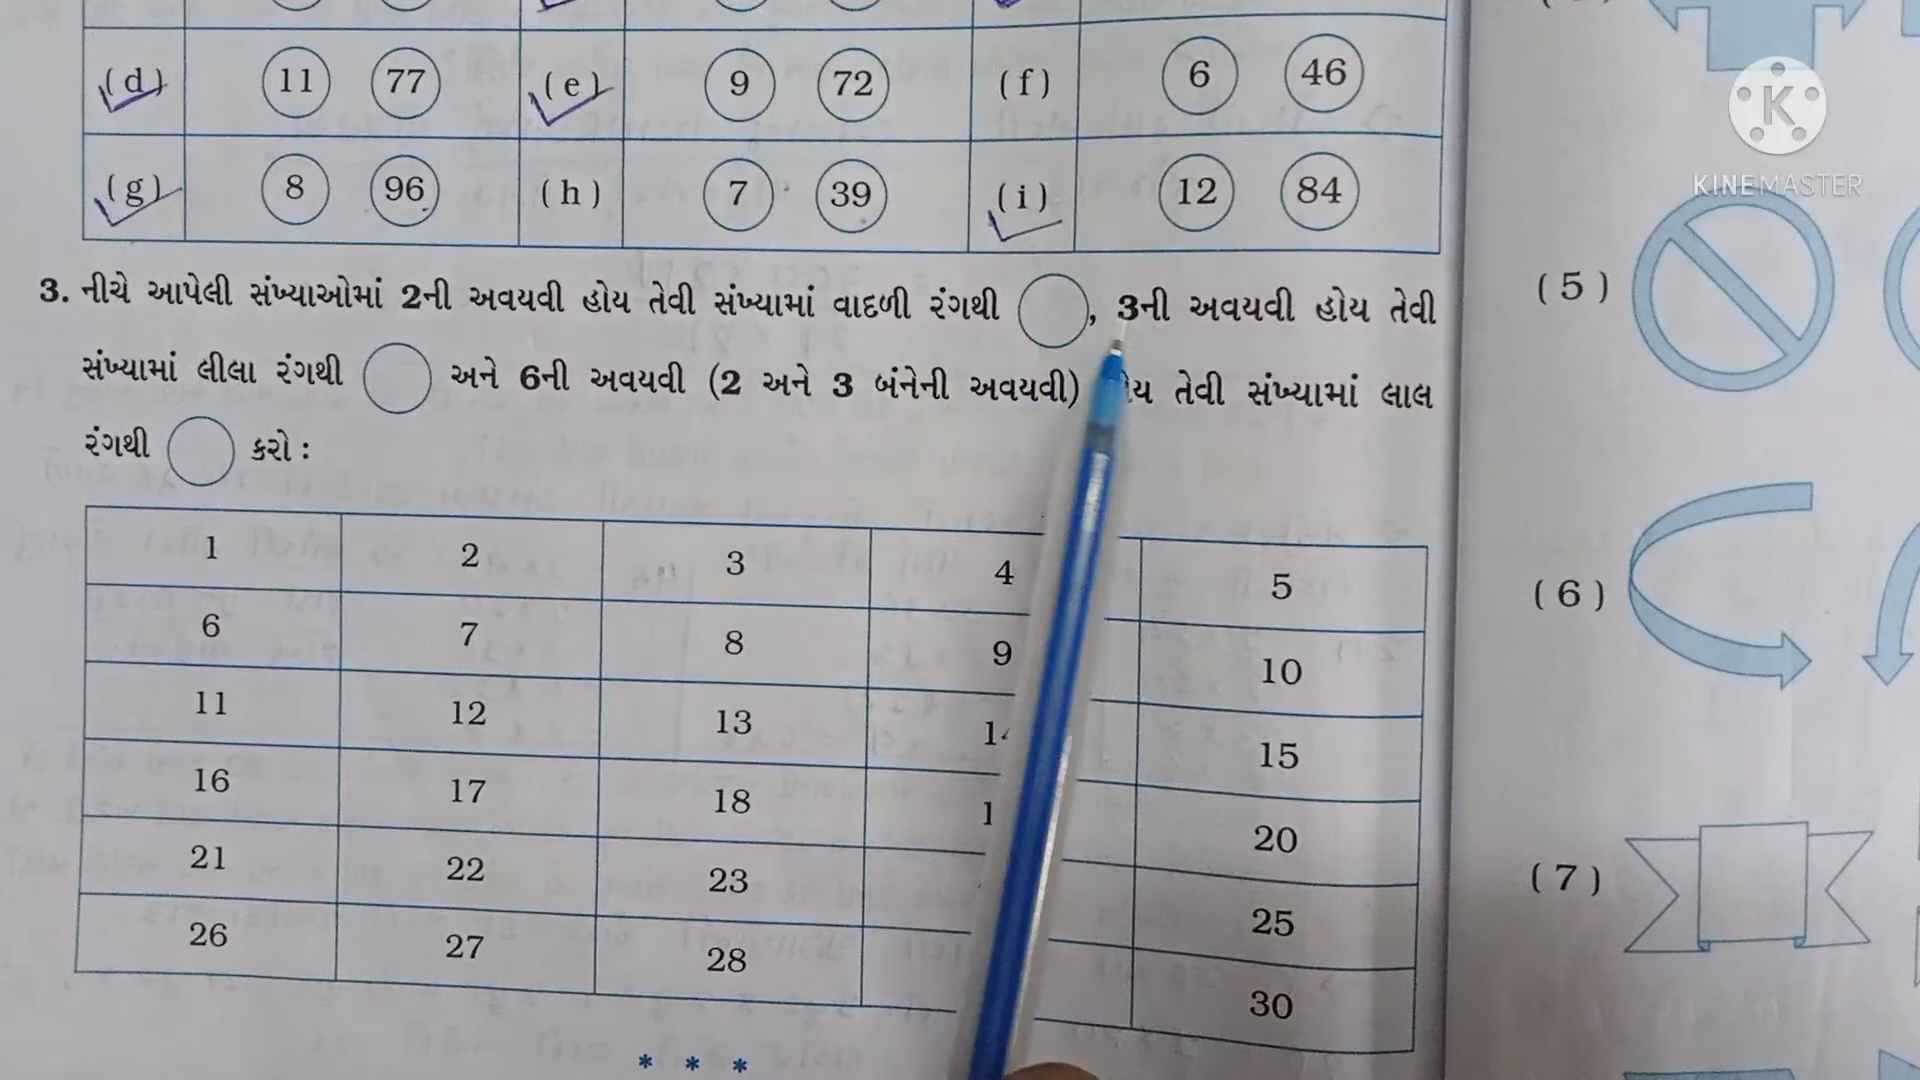 (d) 11 77 (e) 9 72 (f) 6 46
(g) 8 96 (h) 7 39 (i) 12 84
3. નીચે આપેલી સંખ્યાઓમાં 2ની અવયવી હોય તેવી સંખ્યામાં વાદળી રંગથી , 3ની અવયવી હોય તેવી
સંખ્યામાં લીલા રંગથી અને 6ની અવયવી (2 અને 3 બંનેની અવયવી) તેવી સંખ્યામાં લાલ
રંગથી કરો :
1 2 3 4 5
6 7 8 9 10
11 12 13 15
16 17 18 20
21 22 23 25
26 27 28 30
* * *
K
KINEMASTER
(5)
(6)
(7)